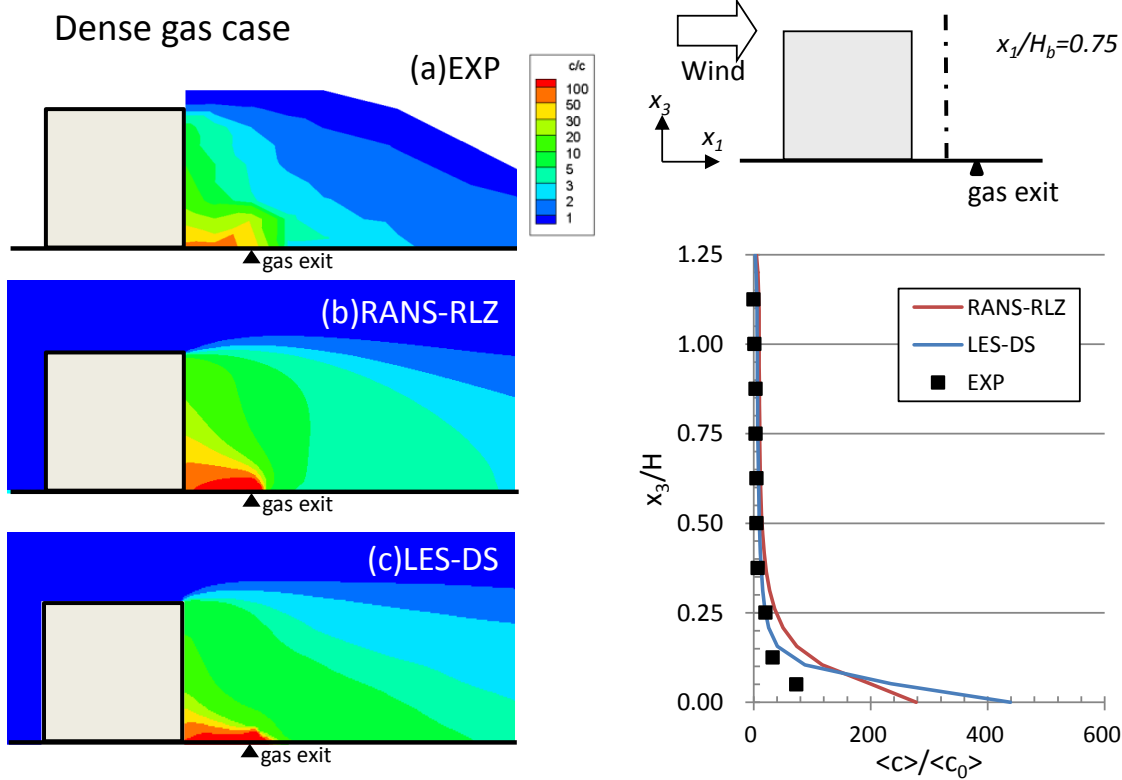 Dense gas case
(a)EXP
c/c
100
50
30
20
10
5
3
2
1
gas exit
(b)RANS-RLZ
gas exit
(c)LES-DS
gas exit
Wind
x3
x1
x1/Hb=0.75
gas exit
1.25
1.00
0.75
0.50
0.25
0.00
x3/H
RANS-RLZ
LES-DS
EXP
0 200 400 600
<c>/<c0>